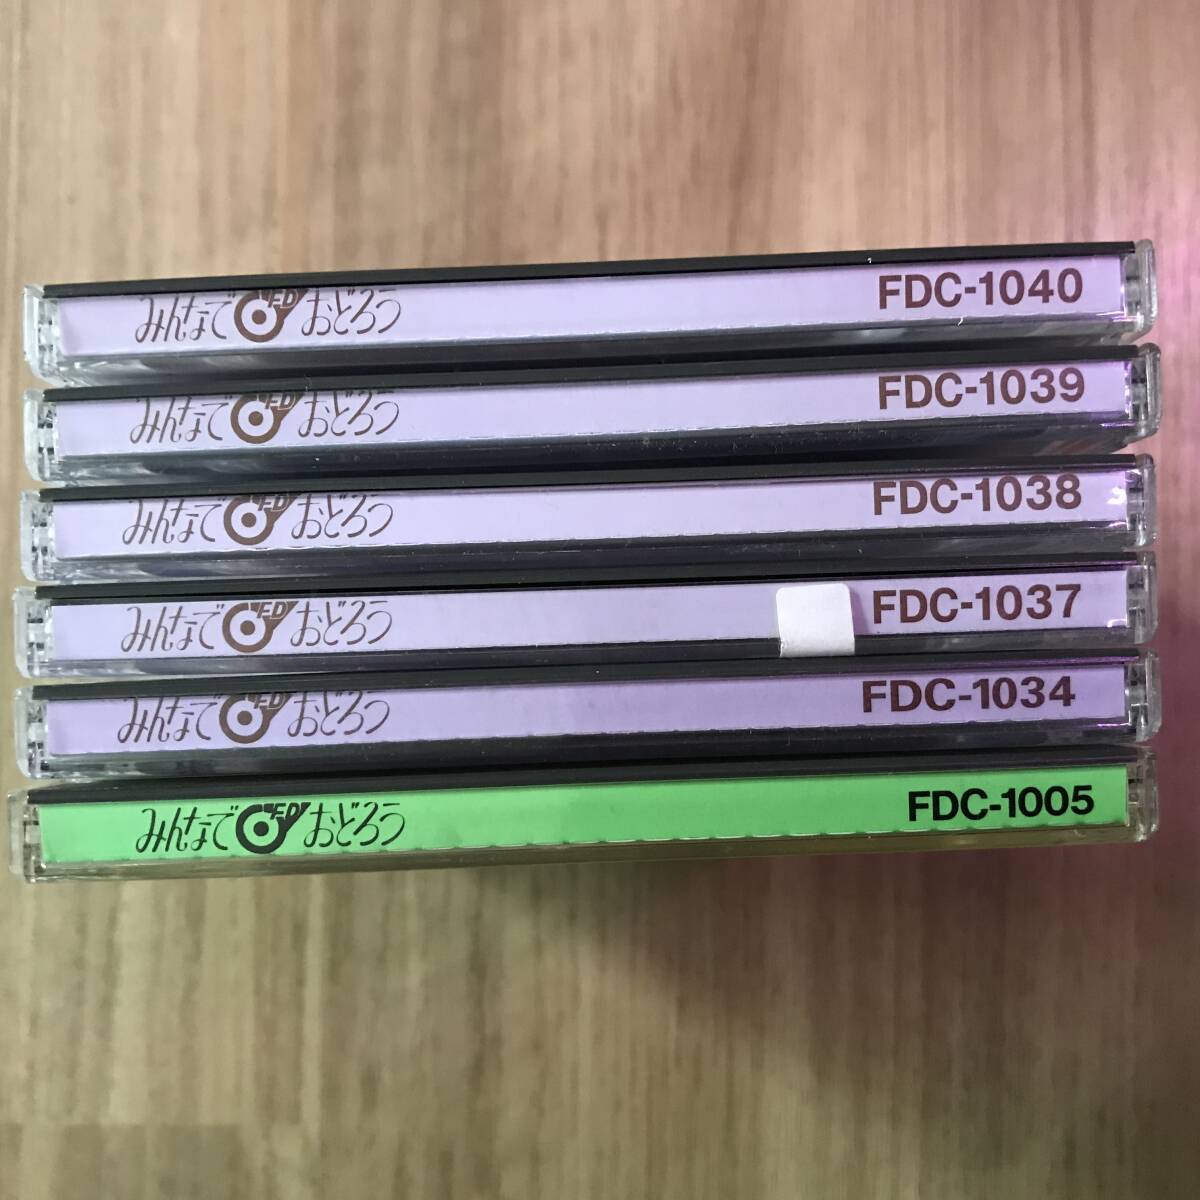 みんなで FD おどろう FDC-1040
みんなで FD おどろう FDC-1039
みんなで FD おどろう FDC-1038
みんなで FD おどろう FDC-1037
みんなで FD おどろう FDC-1034
みんなで FD おどろう FDC-1005